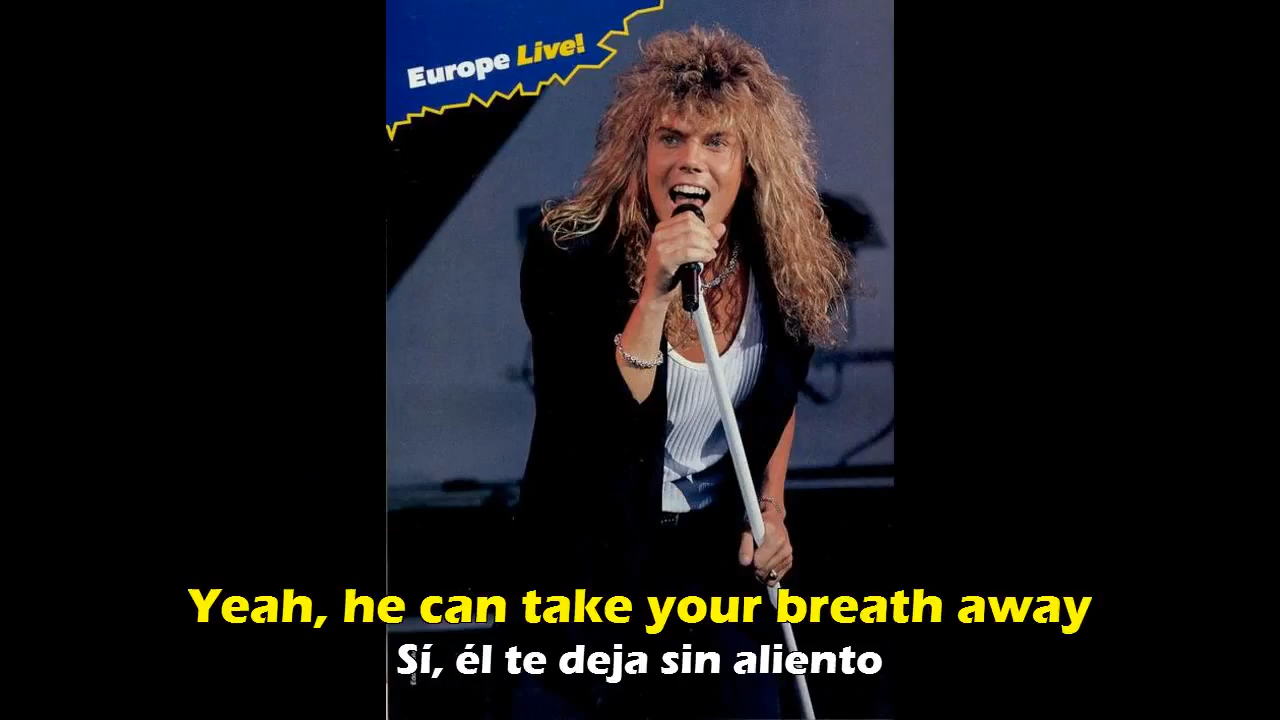 Europe Live!
Yeah, he can take your breath away
Sí, él te deja sin aliento